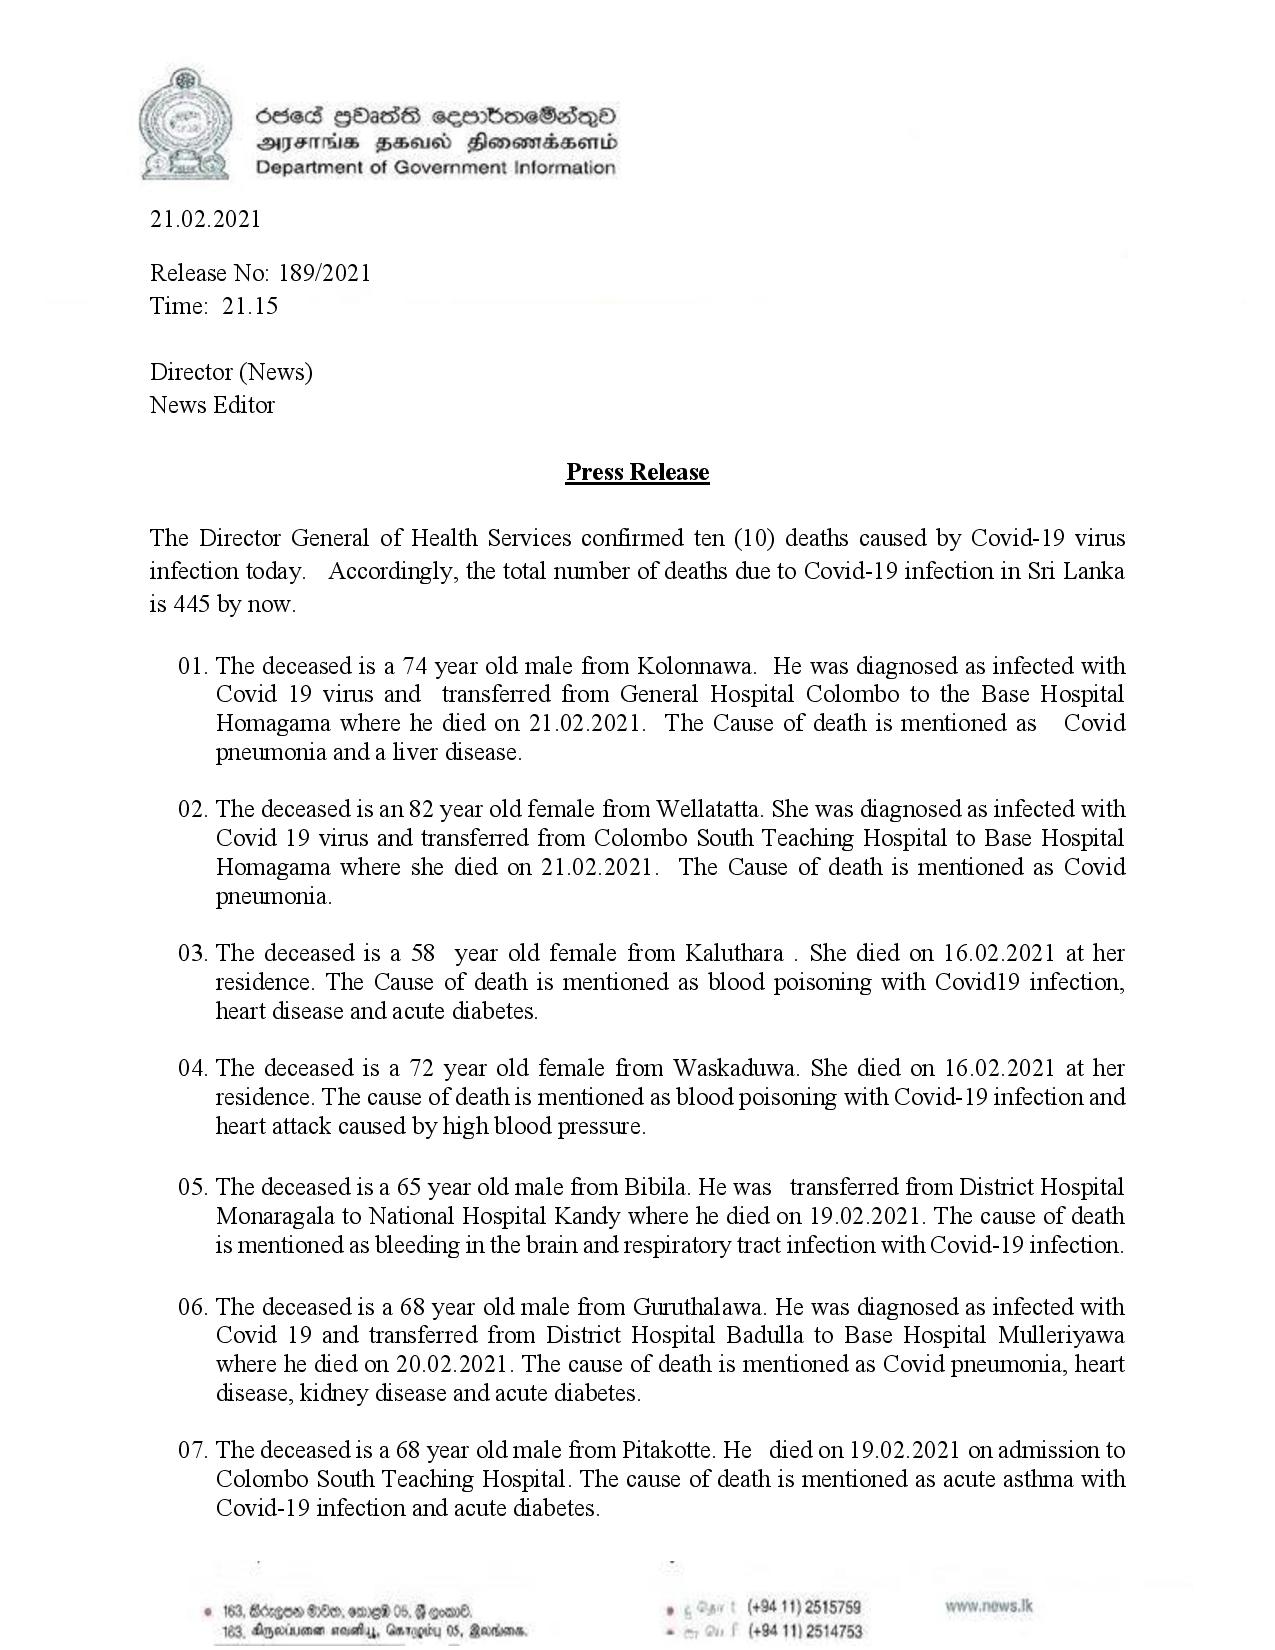 රජයේ ප්‍රවෘත්ති දෙපාර්තමේන්තුව
அரசாங்க தகவல் திணைக்களம்
Department of Government Information
21.02.2021
Release No: 189/2021
Time: 21.15
Director (News)
News Editor
Press Release
The Director General of Health Services confirmed ten (10) deaths caused by Covid-19 virus
infection today. Accordingly, the total number of deaths due to Covid-19 infection in Sri Lanka
is 445 by now.
01. The deceased is a 74 year old male from Kolonnawa. He was diagnosed as infected with
Covid 19 virus and transferred from General Hospital Colombo to the Base Hospital
Homagama where he died on 21.02.2021. The Cause of death is mentioned as Covid
pneumonia and a liver disease.
02. The deceased is an 82 year old female from Wellatatta. She was diagnosed as infected with
Covid 19 virus and transferred from Colombo South Teaching Hospital to Base Hospital
Homagama where she died on 21.02.2021. The Cause of death is mentioned as Covid
pneumonia.
03. The deceased is a 58 year old female from Kaluthara . She died on 16.02.2021 at her
residence. The Cause of death is mentioned as blood poisoning with Covid19 infection,
heart disease and acute diabetes.
04. The deceased is a 72 year old female from Waskaduwa. She died on 16.02.2021 at her
residence. The cause of death is mentioned as blood poisoning with Covid-19 infection and
heart attack caused by high blood pressure.
05. The deceased is a 65 year old male from Bibila. He was transferred from District Hospital
Monaragala to National Hospital Kandy where he died on 19.02.2021. The cause of death
is mentioned as bleeding in the brain and respiratory tract infection with Covid-19 infection.
06. The deceased is a 68 year old male from Guruthalawa. He was diagnosed as infected with
Covid 19 and transferred from District Hospital Badulla to Base Hospital Mulleriyawa
where he died on 20.02.2021. The cause of death is mentioned as Covid pneumonia, heart
disease, kidney disease and acute diabetes.
07. The deceased is a 68 year old male from Pitakotte. He died on 19.02.2021 on admission to
Colombo South Teaching Hospital. The cause of death is mentioned as acute asthma with
Covid-19 infection and acute diabetes.
163, කිරුලපන මාවත, කොළඹ 05, ශ්‍රී ලංකාව.
163, கிருலப்பனை எவனியூ, கொழும்பு 05, இலங்கை.
(+94 11) 2515759
(+94 11) 2514753
www.news.lk